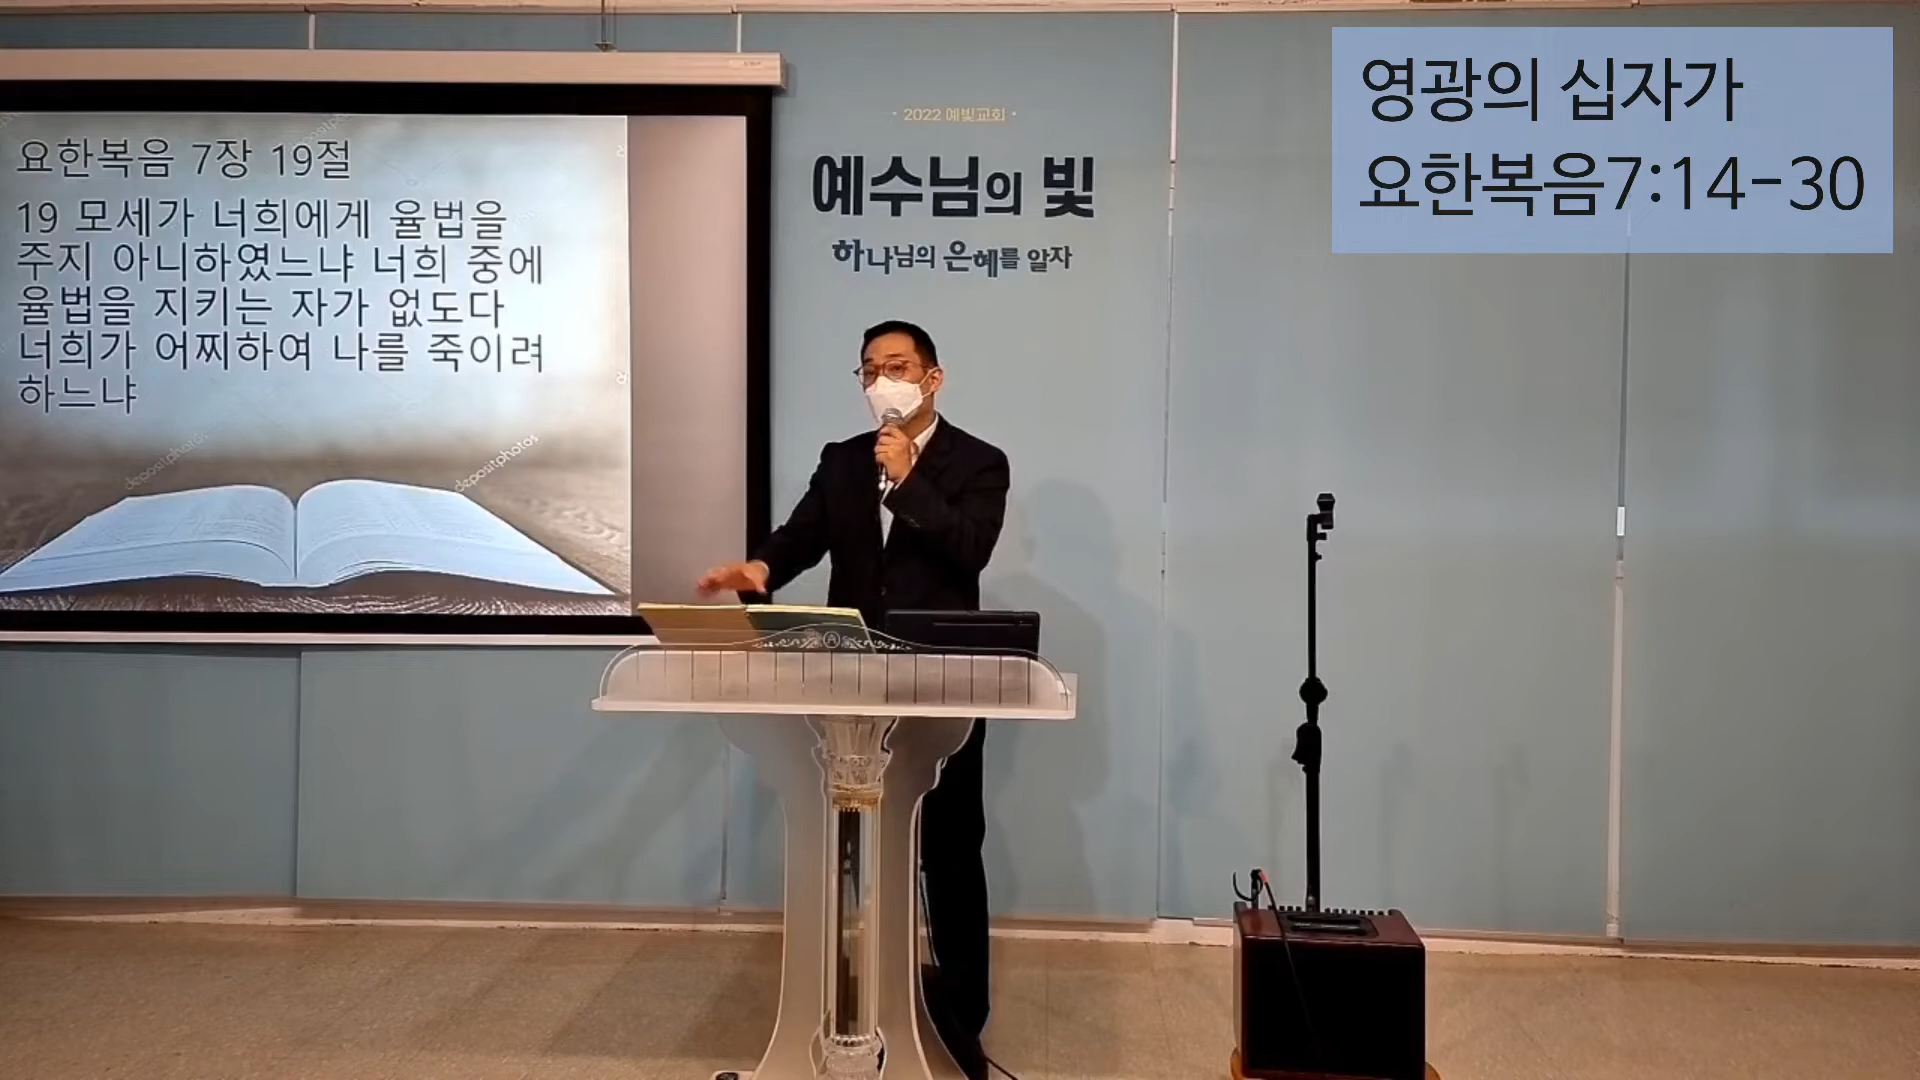 요한복음 7장 19절
19 모세가 너희에게 율법을
주지 아니하였느냐 너희 중에
율법을 지키는 자가 없도다
너희가 어찌하여 나를 죽이려
하느냐
depositphotos
depositphotos
· 2022 예빛교회 ·
예수님의 빛
하나님의 은혜를 알자
영광의 십자가
요한복음7:14-30